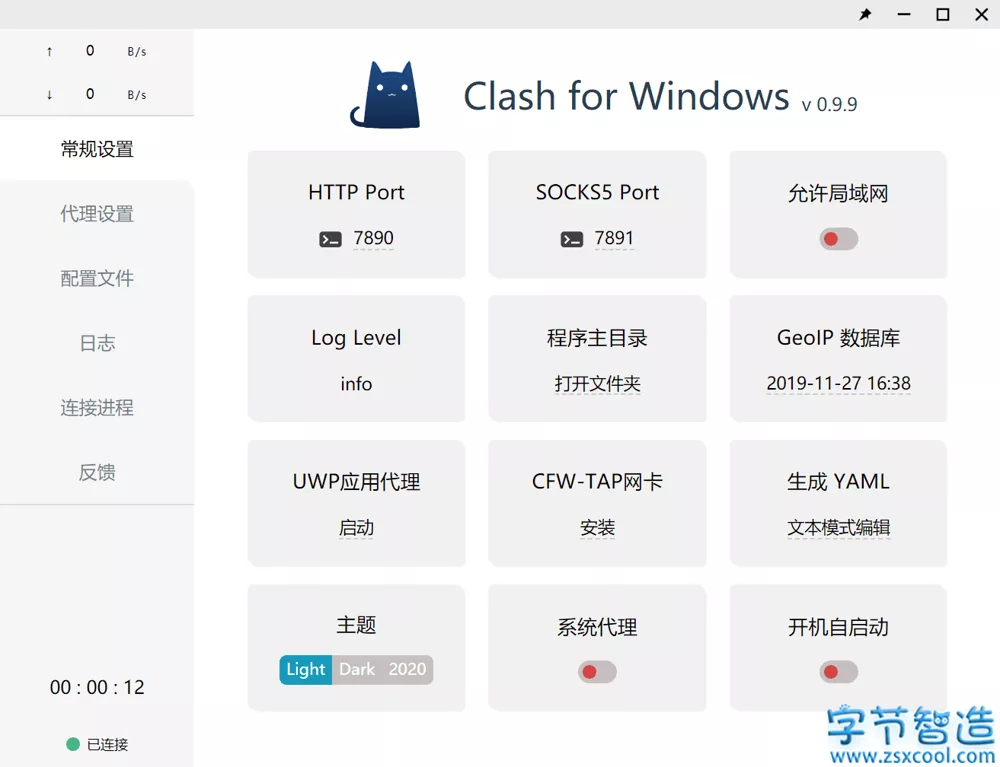 ↑ 0 B/s
↓ 0 B/s
常规设置
代理设置
配置文件
日志
连接进程
反馈
00 : 00 : 12
已连接
Clash for Windows v 0.9.9
HTTP Port
7890
SOCKS5 Port
7891
允许局域网
Log Level
info
程序主目录
打开文件夹
GeoIP 数据库
2019-11-27 16:38
UWP应用代理
启动
CFW-TAP网卡
安装
生成 YAML
文本模式编辑
主题
Light Dark 2020
系统代理
开机自启动
字节智造
www.zsxcool.com